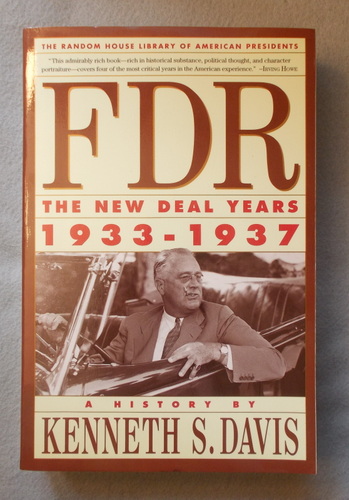 THE RANDOM HOUSE LIBRARY OF AMERICAN PRESIDENTS
"This admirably rich book—rich in historical substance, political thought, and character
portraiture—covers four of the most critical years in the American experience." —IRVING HOWE
FDR
THE NEW DEAL YEARS
1933-1937
A HISTORY BY
KENNETH S. DAVIS